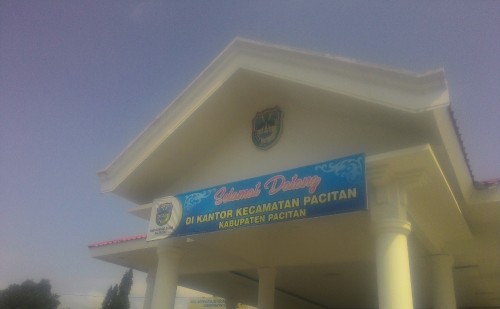 Selamat Datang
DI KANTOR KECAMATAN PACITAN
KABUPATEN PACITAN